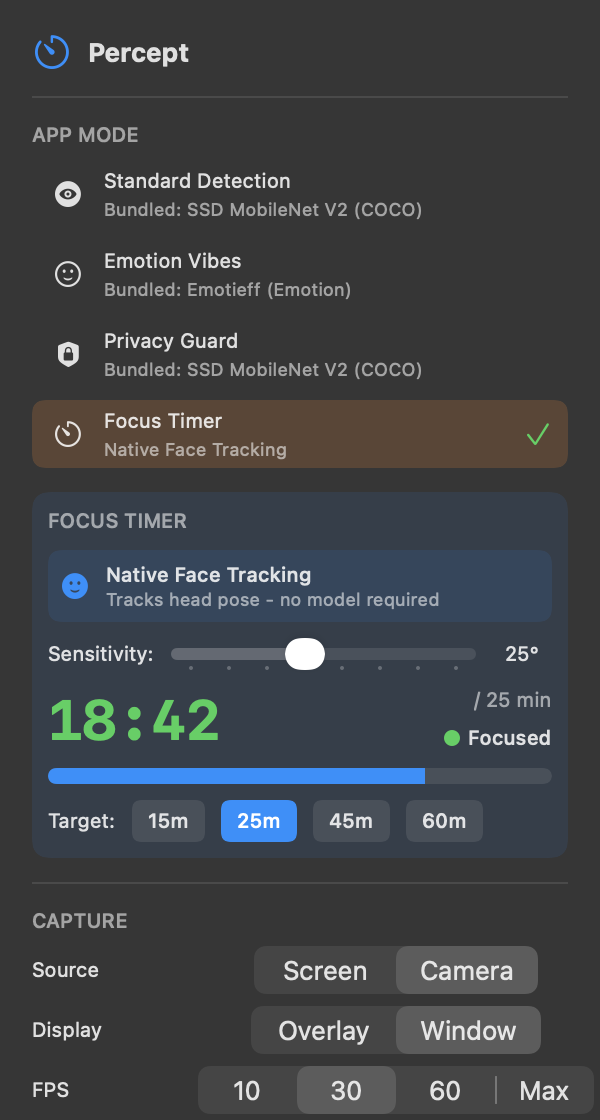 Percept
APP MODE
Standard Detection
Bundled: SSD MobileNet V2 (COCO)
Emotion Vibes
Bundled: Emotieff (Emotion)
Privacy Guard
Bundled: SSD MobileNet V2 (COCO)
Focus Timer
Native Face Tracking
FOCUS TIMER
Native Face Tracking
Tracks head pose - no model required
Sensitivity: 25°
18:42 / 25 min
Focused
Target: 15m 25m 45m 60m
CAPTURE
Source Screen Camera
Display Overlay Window
FPS 10 30 60 Max